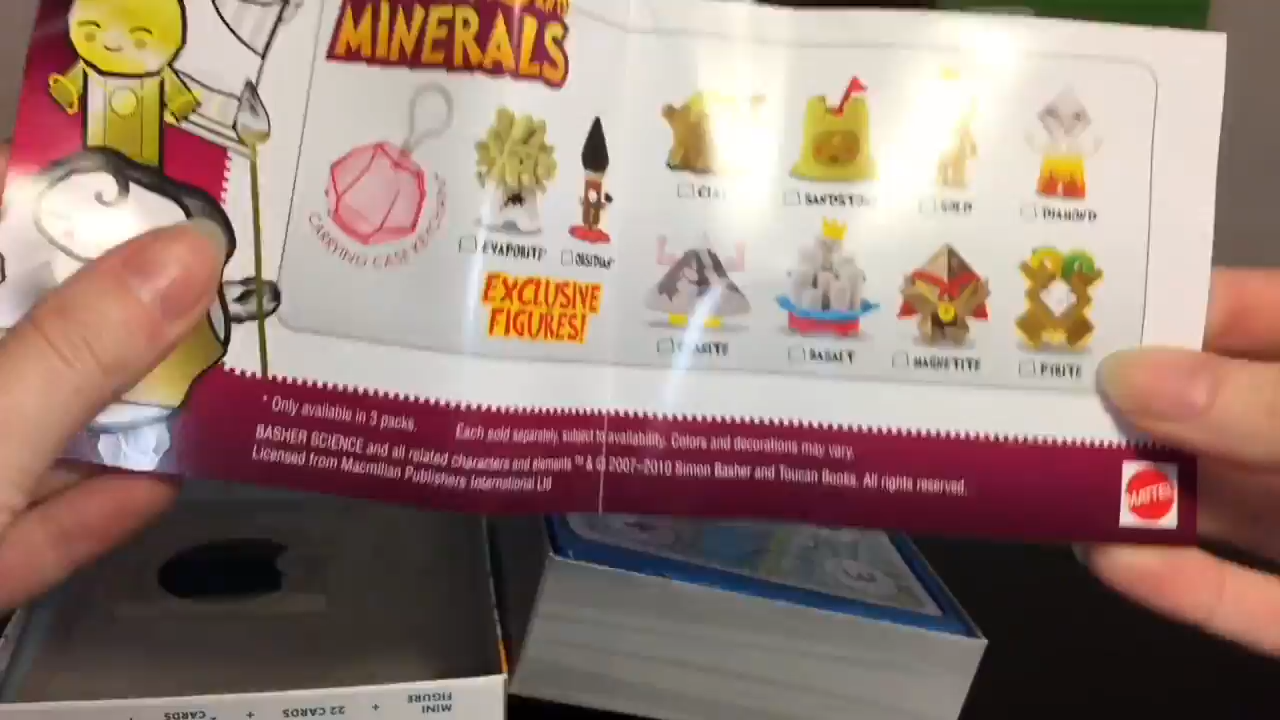 MINERALS
CARRYING CASE KEYCHAIN
EVAPORITE*
OBSIDIAN*
EXCLUSIVE
FIGURES!
CLAY
SANDSTONE
GOLD
DIAMOND
BASALT
MAGNETITE
PYRITE
* Only available in 3 packs.
Each sold separately, subject to availability. Colors and decorations may vary.
BASHER SCIENCE and all related characters and elements ™ & © 2007-2010 Simon Basher and Toucan Books. All rights reserved.
Licensed from Macmillan Publishers International Ltd
MATTEL
MINI
FIGURE
+ 22 CARDS +
CARDS +